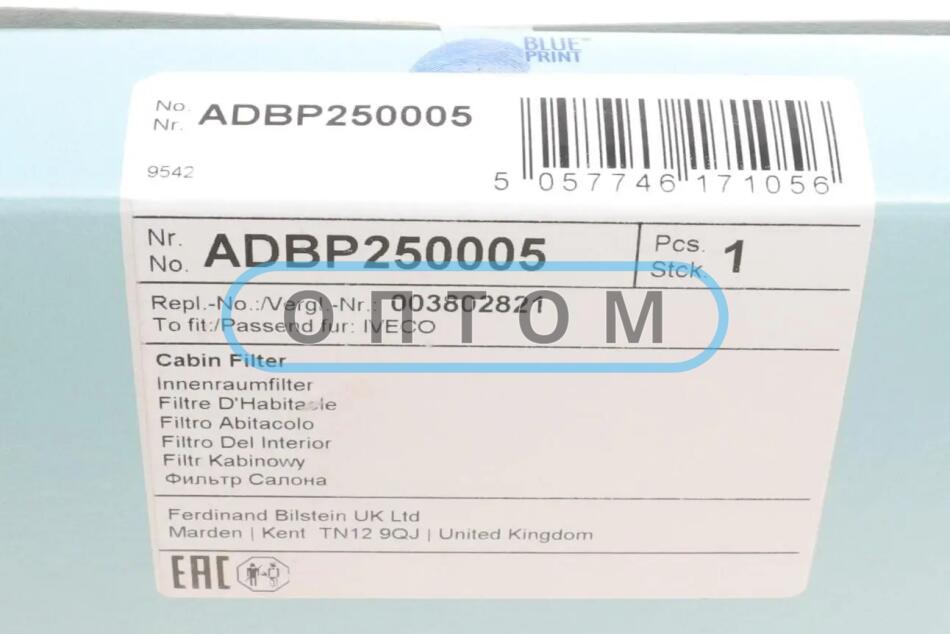 BLUE PRINT
No. Nr. ADBP250005
9542
5 057746 171056
Nr. No. ADBP250005 Pcs. Stck. 1
Repl.-No.:/Vergl.-Nr.: 003802821
To fit:/Passend für: IVECO
ОПТОМ
Cabin Filter
Innenraumfilter
Filtre D'Habitacle
Filtro Abitacolo
Filtro Del Interior
Filtr Kabinowy
Фильтр Салона
Ferdinand Bilstein UK Ltd
Marden | Kent TN12 9QJ | United Kingdom
EAC